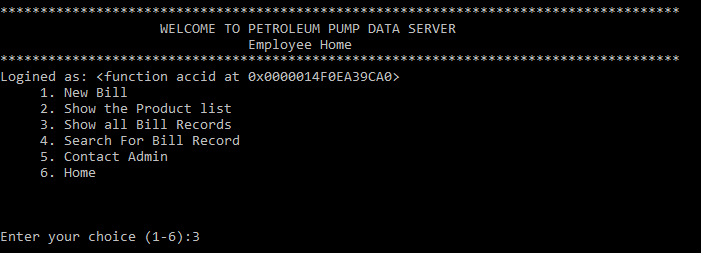 *************************************************************************************
WELCOME TO PETROLEUM PUMP DATA SERVER
Employee Home
*************************************************************************************
Logined as: <function accid at 0x0000014F0EA39CA0>
1. New Bill
2. Show the Product list
3. Show all Bill Records
4. Search For Bill Record
5. Contact Admin
6. Home
Enter your choice (1-6):3